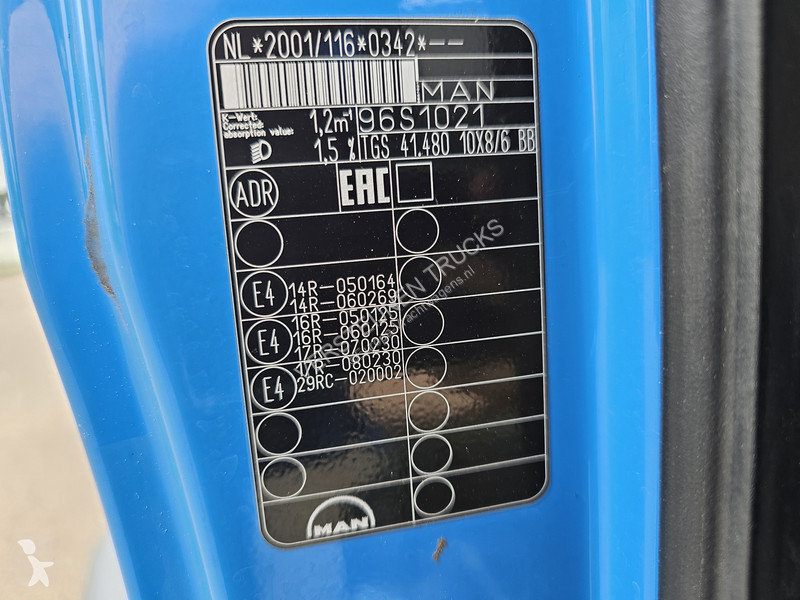 NL*2001/116*0342*--
MAN
K-Wert:
Corrected
absorption value:
1,2m⁻¹
96S1021
1,5 %
TGS 41.480 10X8/6 BB
ADR
EAC
E4
14R-050164
14R-060269
E4
16R-050125
16R-060125
17R-070230
17R-080230
E4
29RC-020002
TRUCKS
MAN